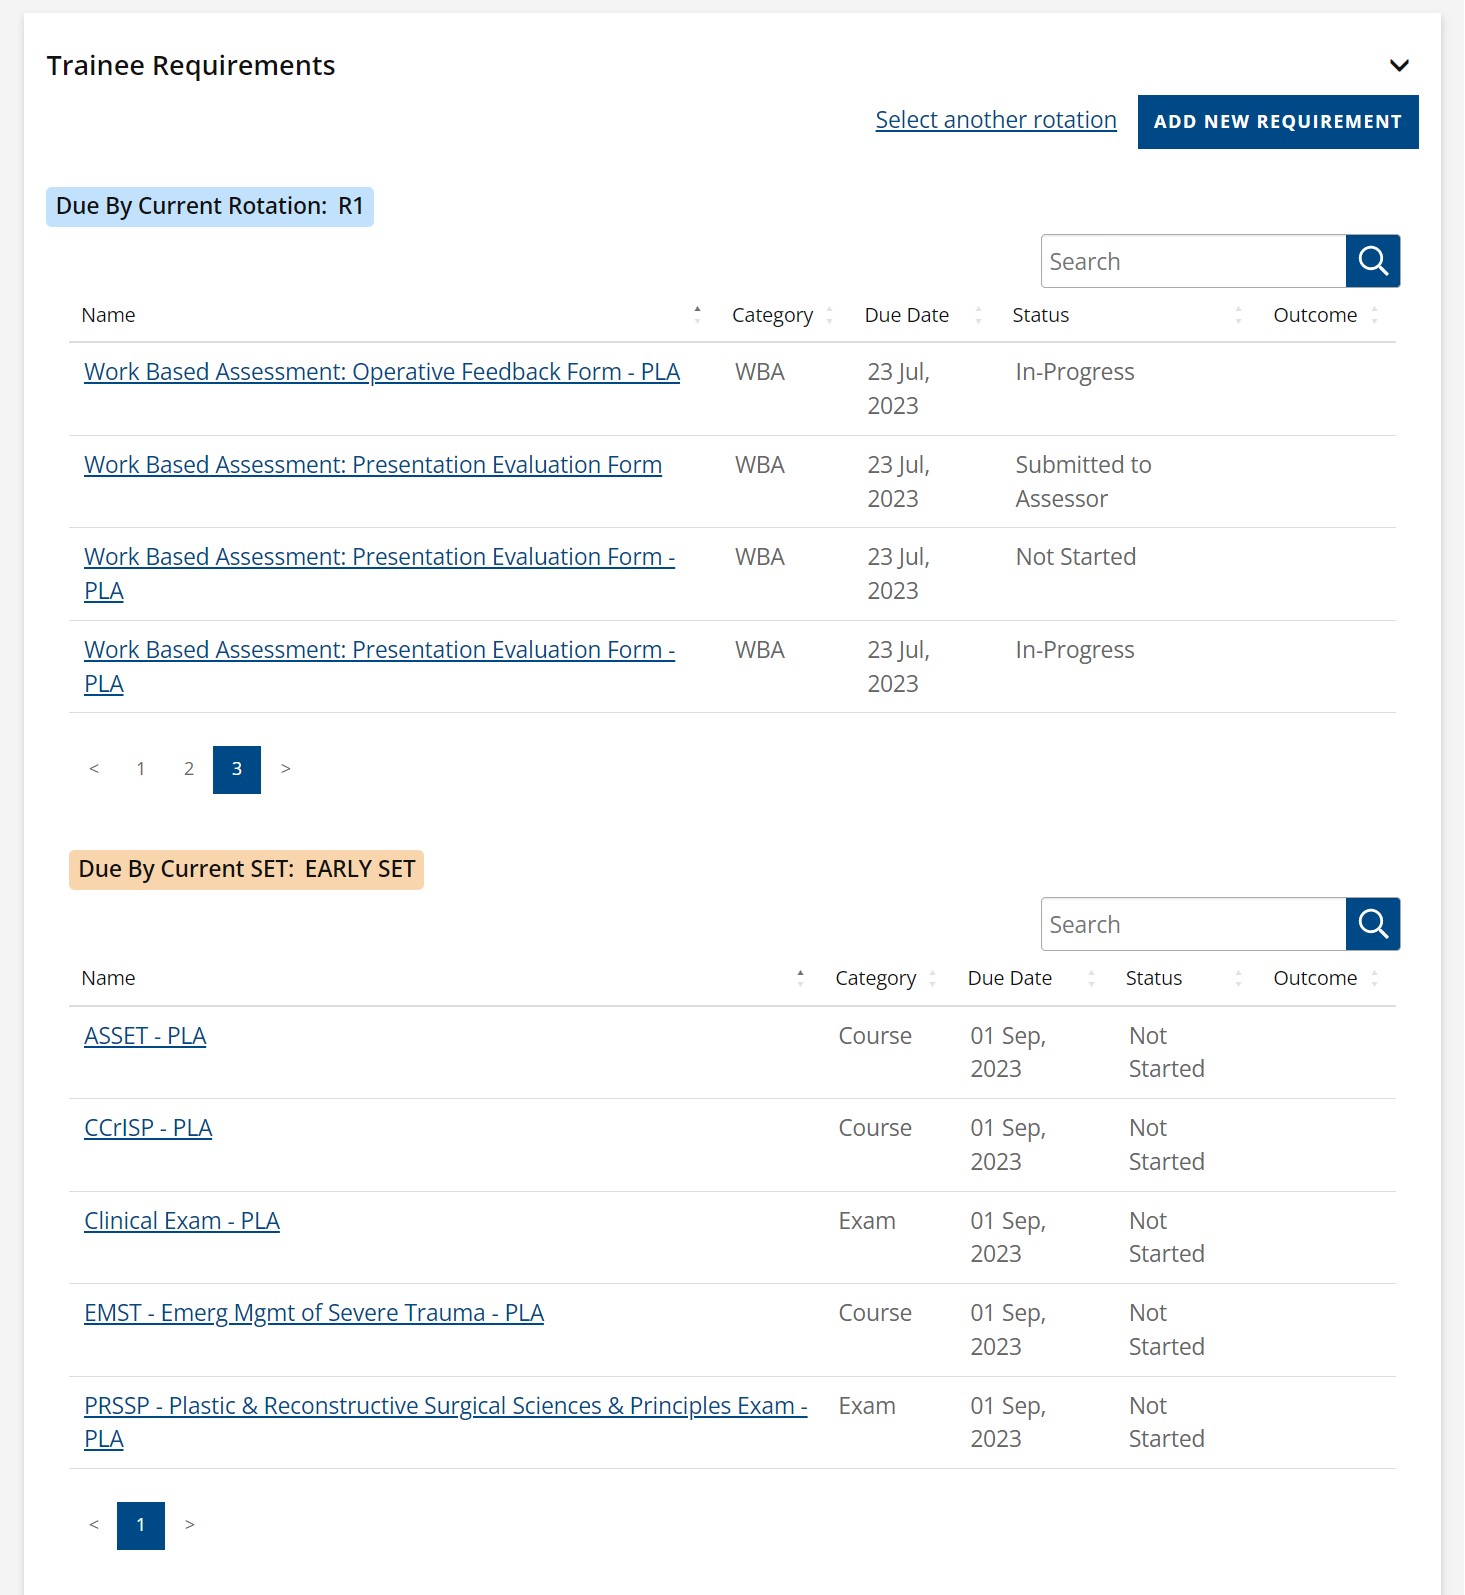 Trainee Requirements
Select another rotation ADD NEW REQUIREMENT
Due By Current Rotation: R1
Search
Name Category Due Date Status Outcome
Work Based Assessment: Operative Feedback Form - PLA WBA 23 Jul, In-Progress
2023
Work Based Assessment: Presentation Evaluation Form WBA 23 Jul, Submitted to
2023 Assessor
Work Based Assessment: Presentation Evaluation Form - WBA 23 Jul, Not Started
PLA 2023
Work Based Assessment: Presentation Evaluation Form - WBA 23 Jul, In-Progress
PLA 2023
< 1 2 3 >
Due By Current SET: EARLY SET
Search
Name Category Due Date Status Outcome
ASSET - PLA Course 01 Sep, Not
2023 Started
CCrISP - PLA Course 01 Sep, Not
2023 Started
Clinical Exam - PLA Exam 01 Sep, Not
2023 Started
EMST - Emerg Mgmt of Severe Trauma - PLA Course 01 Sep, Not
2023 Started
PRSSP - Plastic & Reconstructive Surgical Sciences & Principles Exam - Exam 01 Sep, Not
PLA 2023 Started
< 1 >